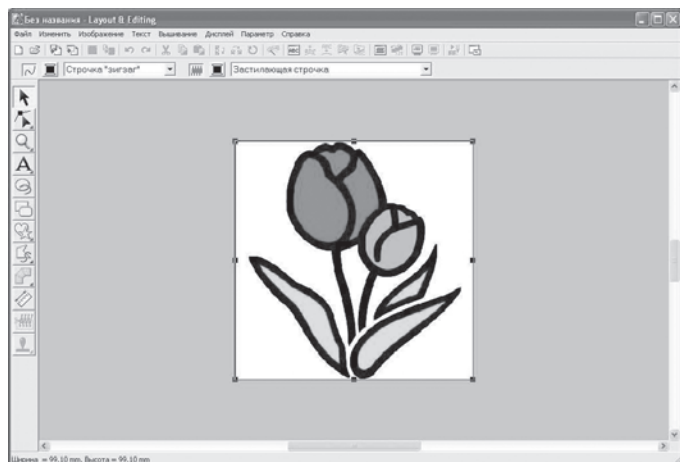 Без названия - Layout & Editing
Файл Изменить Изображение Текст Вышивание Дисплей Параметр Справка
ABC
Строчка "зигзаг" Застилающая строчка
A
Ширина = 99.10 mm, Высота = 99.10 mm